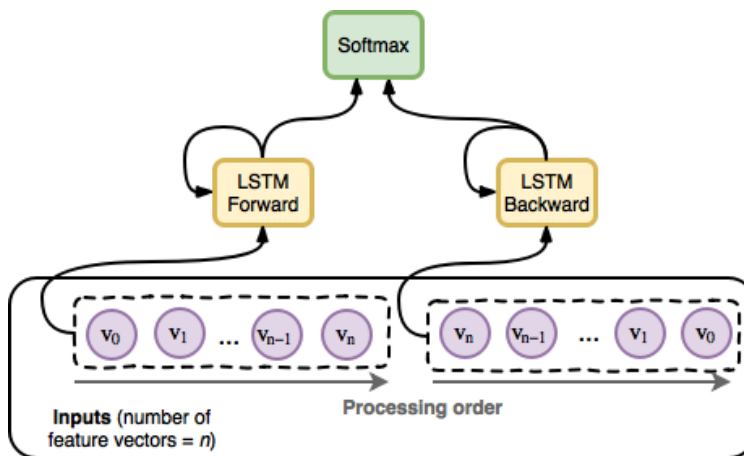 Softmax
LSTM
Forward
LSTM
Backward
v₀ v₁ ... vₙ₋₁ vₙ
vₙ vₙ₋₁ ... v₁ v₀
Processing order
Inputs (number of
feature vectors = n)